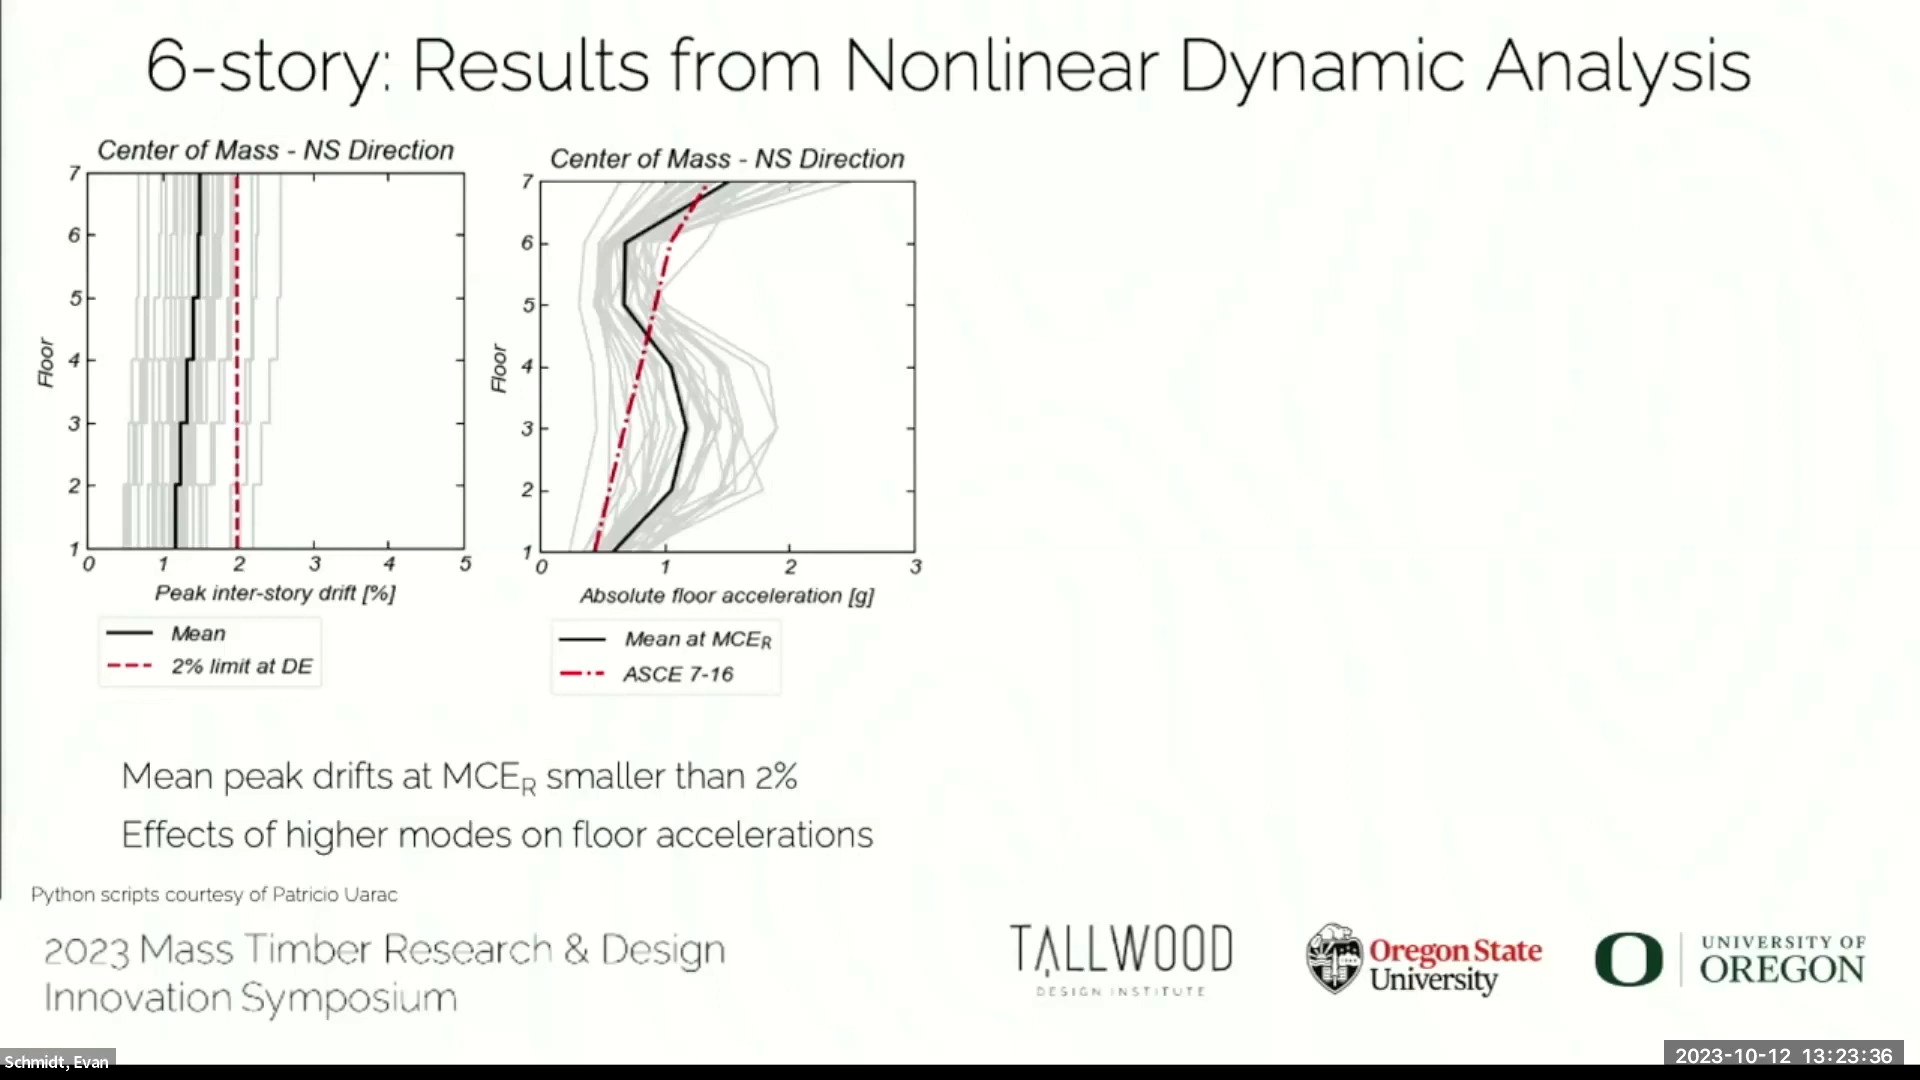 6-story: Results from Nonlinear Dynamic Analysis
Center of Mass - NS Direction
7
6
5
4
3
2
1
Floor
0 1 2 3 4 5
Peak inter-story drift [%]
Mean
2% limit at DE
Center of Mass - NS Direction
7
6
5
4
3
2
1
Floor
0 1 2 3
Absolute floor acceleration [g]
Mean at MCER
ASCE 7-16
Mean peak drifts at MCER smaller than 2%
Effects of higher modes on floor accelerations
Python scripts courtesy of Patricio Uarac
2023 Mass Timber Research & Design
Innovation Symposium
TALLWOOD
DESIGN INSTITUTE
Oregon State
University
O
UNIVERSITY OF
OREGON
Schmidt, Evan
2023-10-12 13:23:36